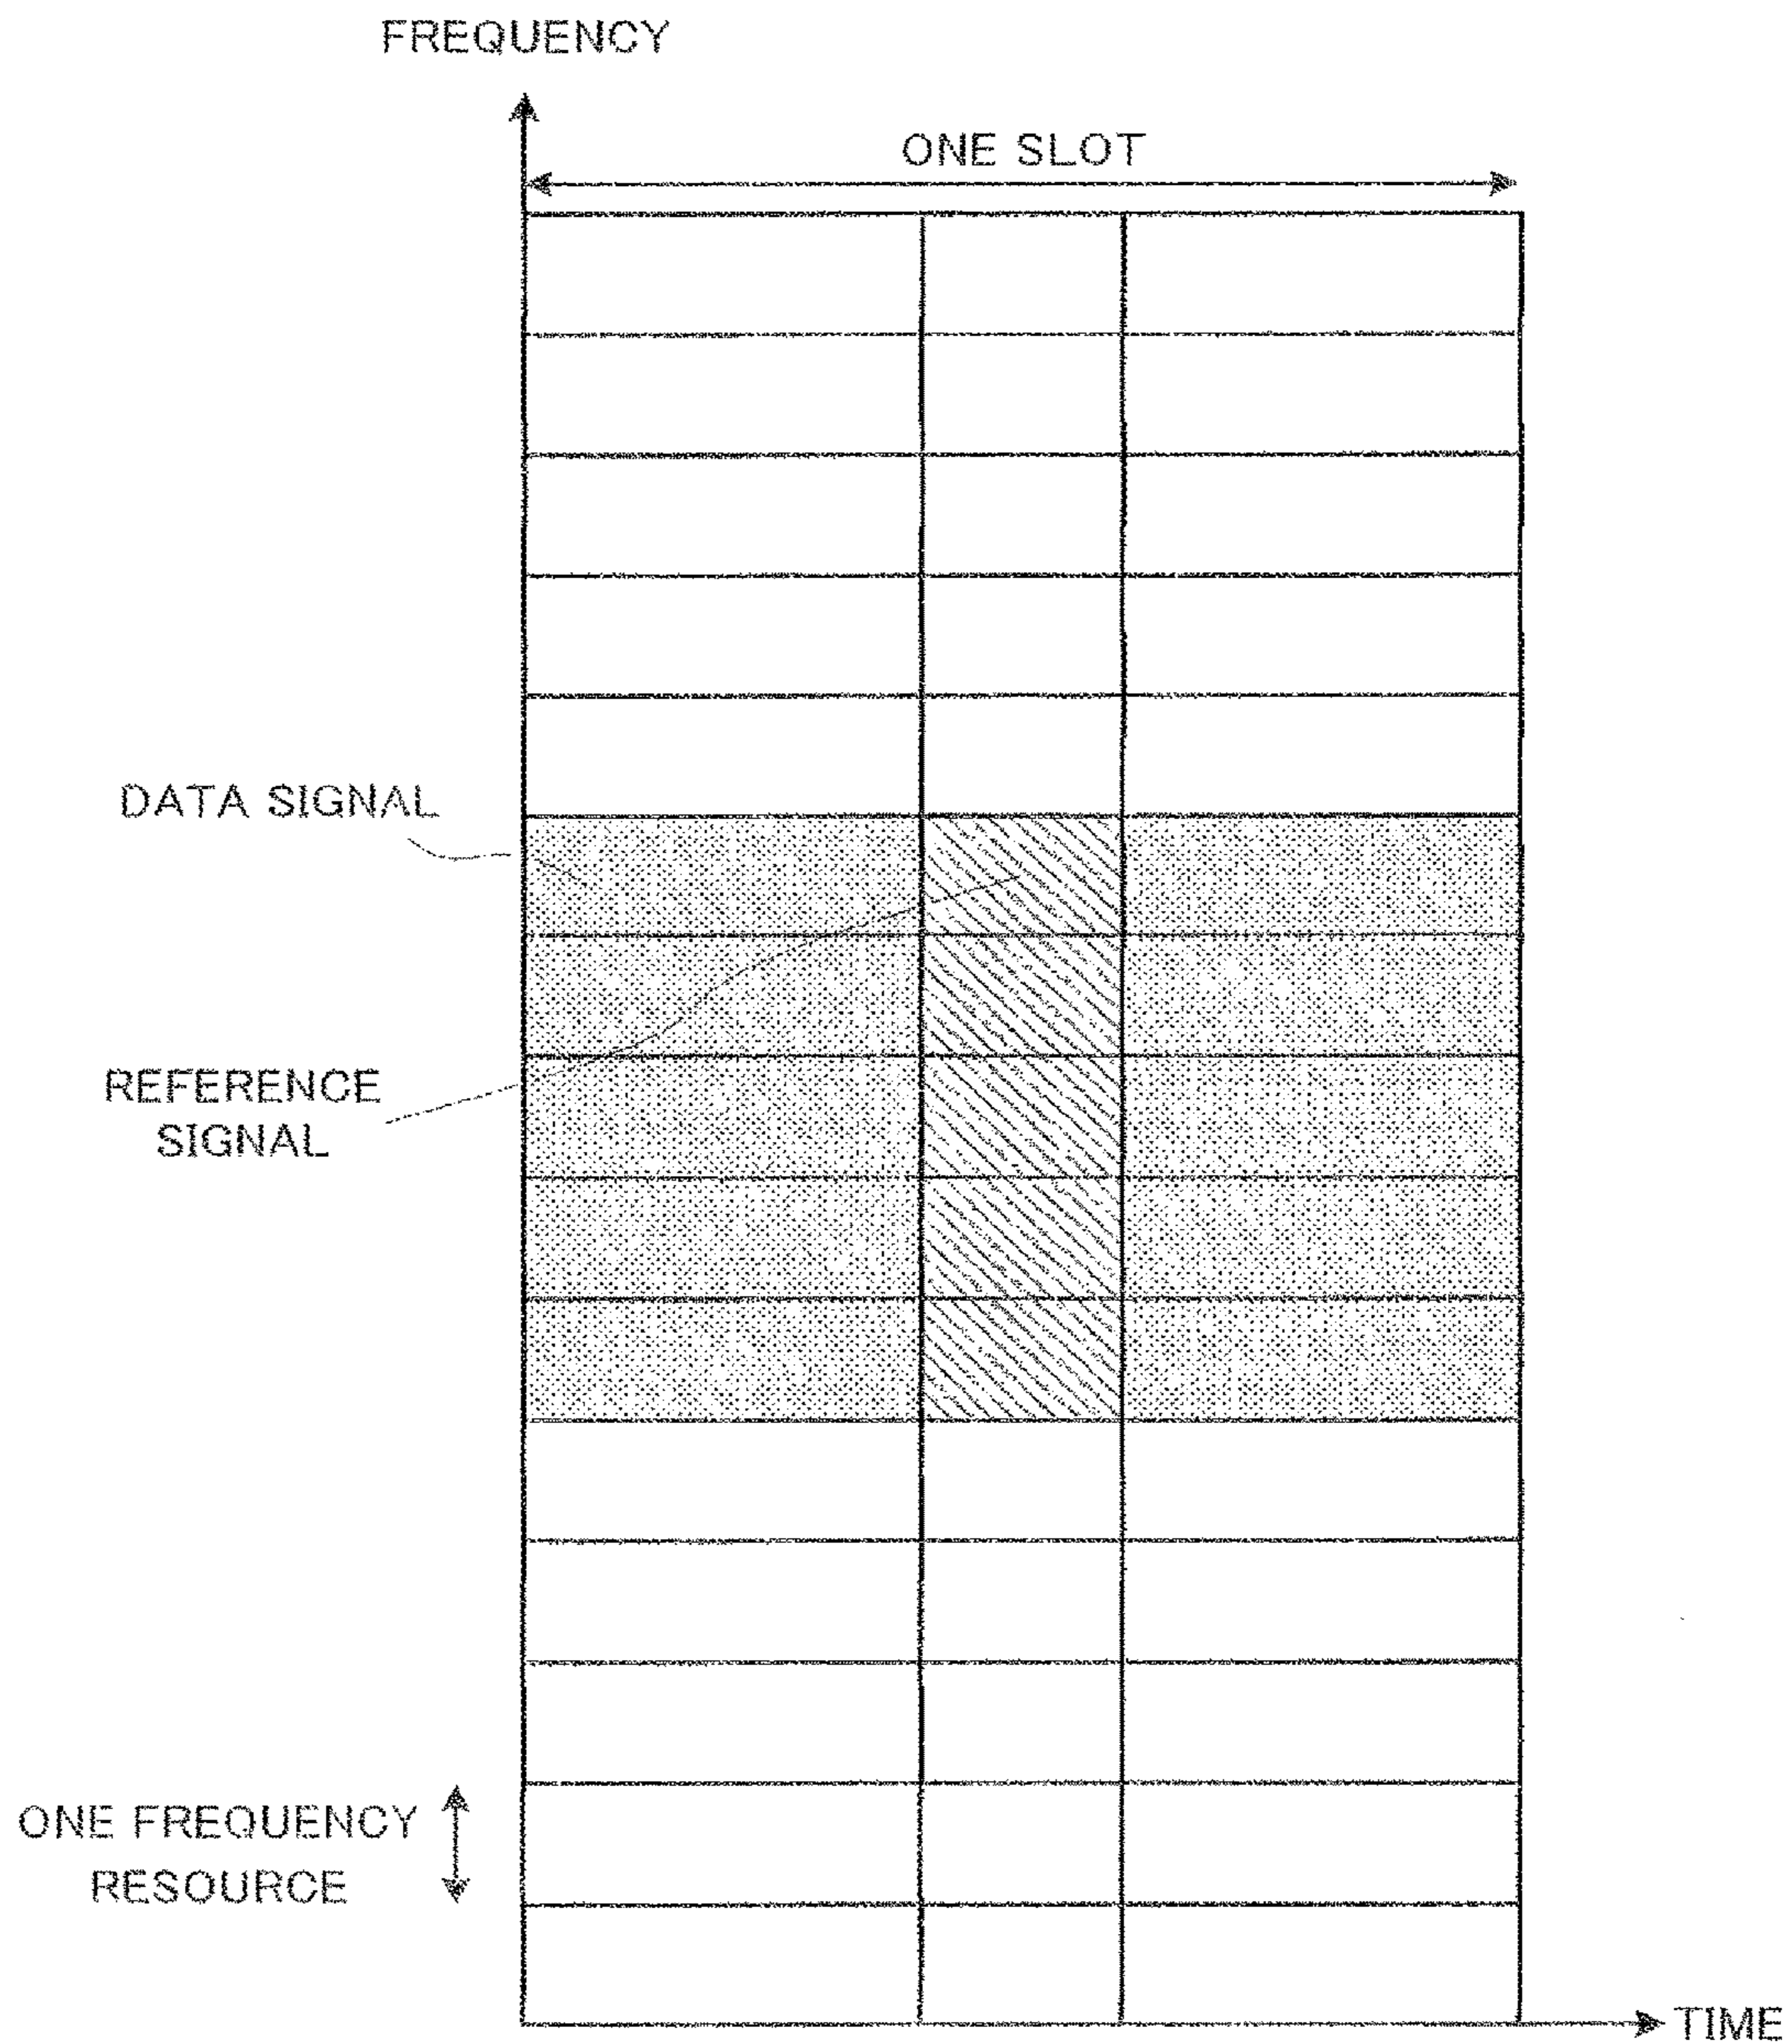 FREQUENCY
ONE SLOT
DATA SIGNAL
REFERENCE
SIGNAL
ONE FREQUENCY
RESOURCE
TIME